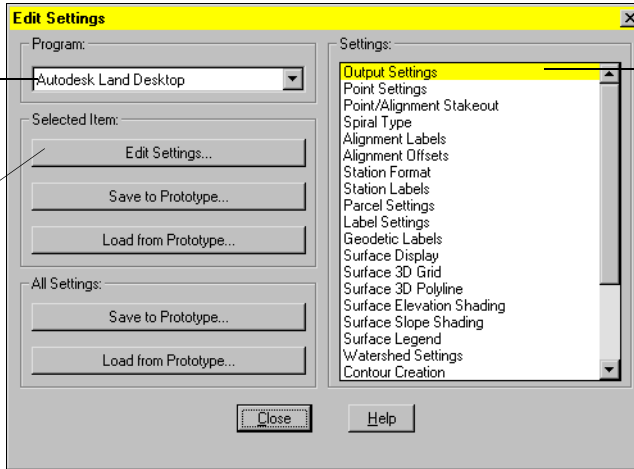 Edit Settings
Program:
Autodesk Land Desktop
Selected Item:
Edit Settings...
Save to Prototype...
Load from Prototype...
All Settings:
Save to Prototype...
Load from Prototype...
Settings:
Output Settings
Point Settings
Point/Alignment Stakeout
Spiral Type
Alignment Labels
Alignment Offsets
Station Format
Station Labels
Parcel Settings
Label Settings
Geodetic Labels
Surface Display
Surface 3D Grid
Surface 3D Polyline
Surface Elevation Shading
Surface Slope Shading
Surface Legend
Watershed Settings
Contour Creation
Close
Help